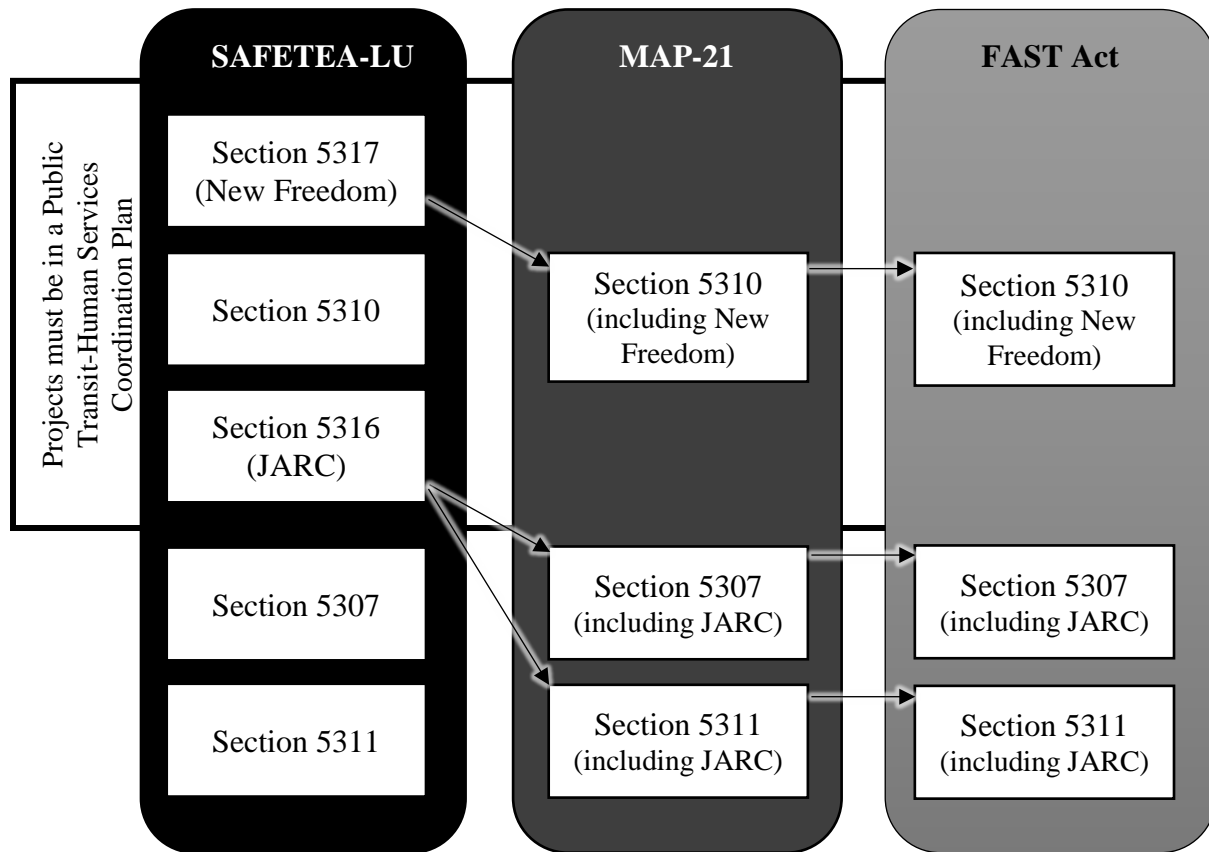 SAFETEA-LU
MAP-21
FAST Act
Projects must be in a Public
Transit-Human Services
Coordination Plan
Section 5317
(New Freedom)
Section 5310
Section 5316
(JARC)
Section 5307
Section 5311
Section 5310
(including New
Freedom)
Section 5307
(including JARC)
Section 5311
(including JARC)
Section 5310
(including New
Freedom)
Section 5307
(including JARC)
Section 5311
(including JARC)